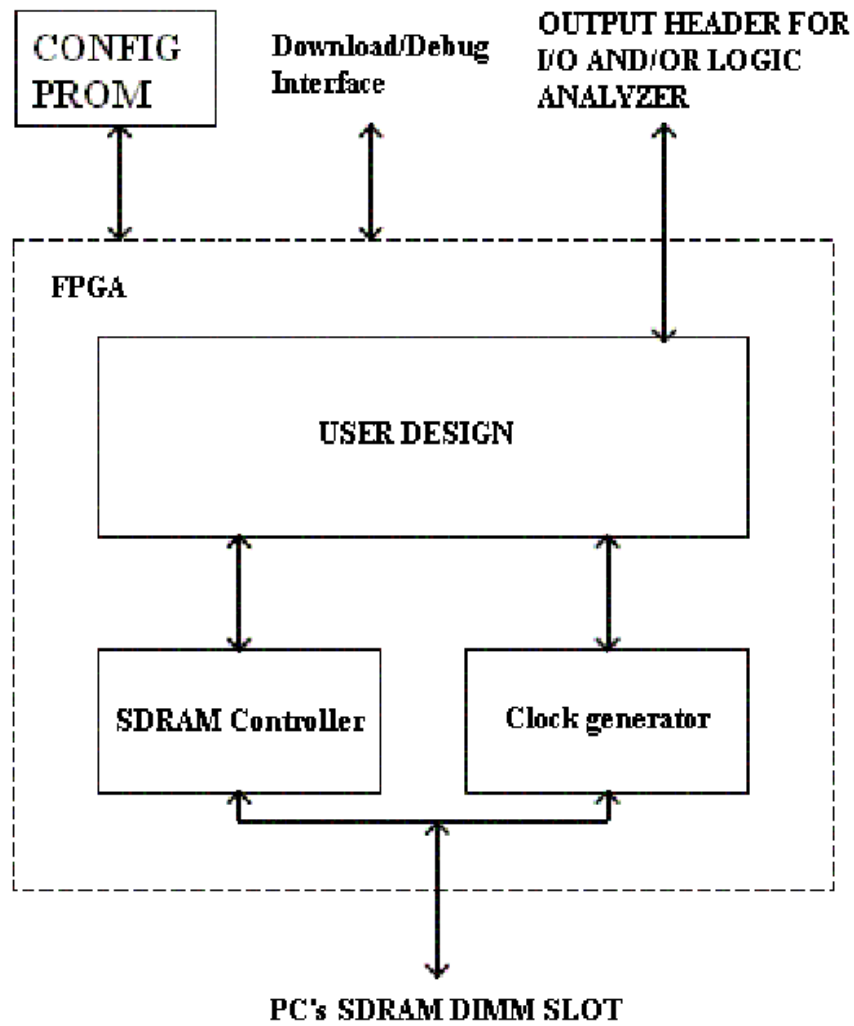 CONFIG
PROM
Download/Debug
Interface
OUTPUT HEADER FOR
I/O AND/OR LOGIC
ANALYZER
FPGA
USER DESIGN
SDRAM Controller
Clock generator
PC's SDRAM DIMM SLOT